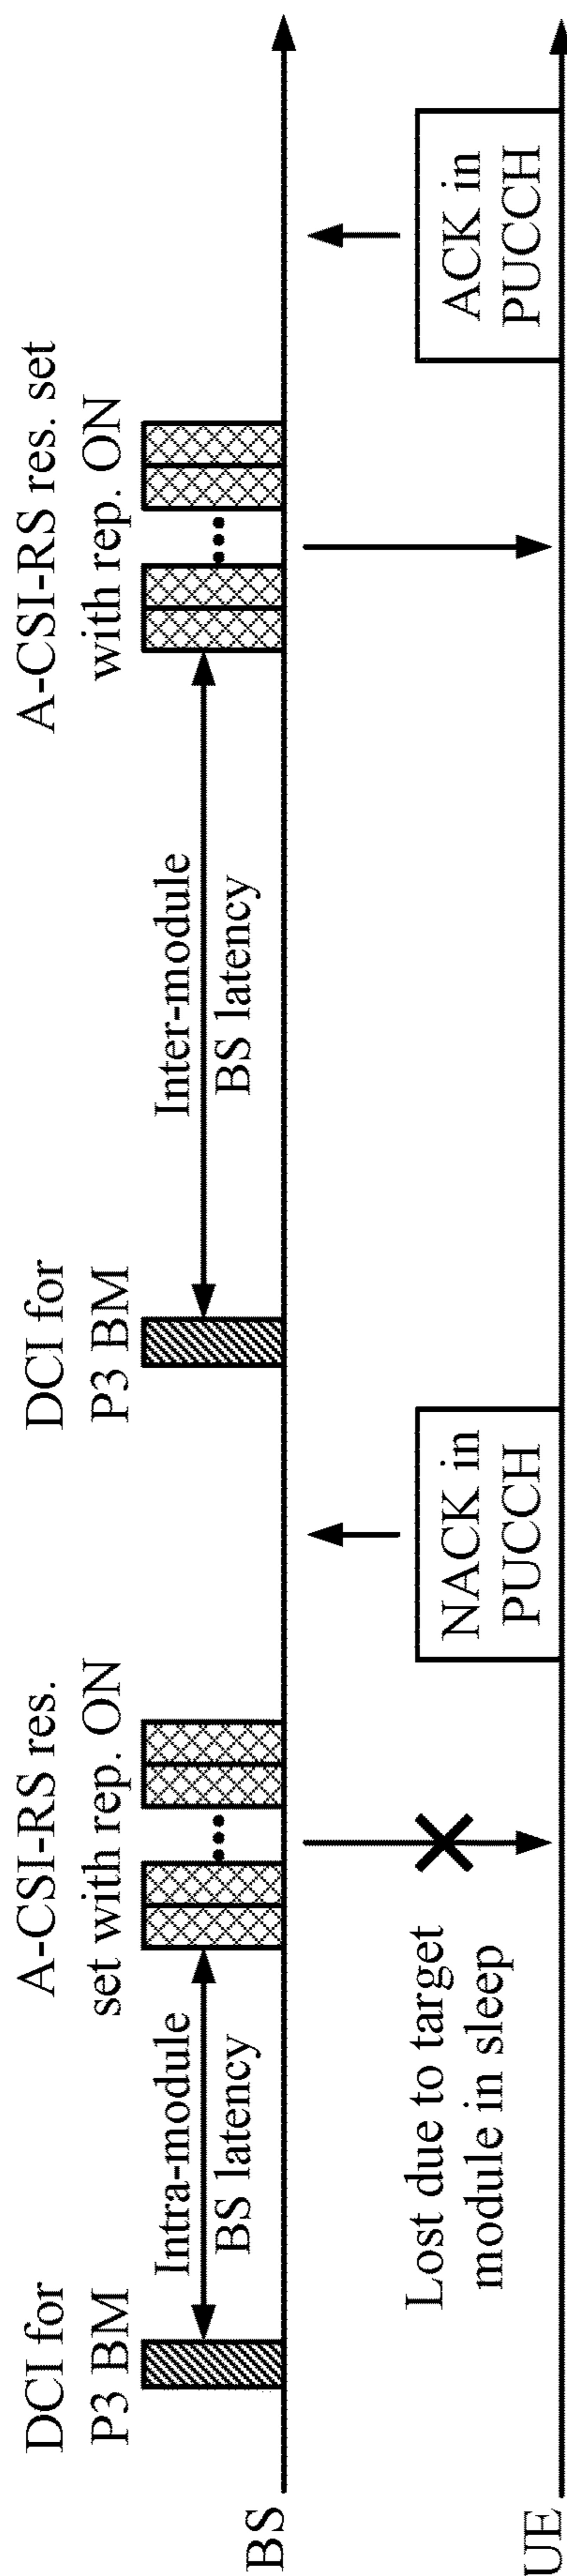 DCI for
P3 BM
Intra-module
BS latency
A-CSI-RS res.
set with rep. ON
DCI for
P3 BM
Inter-module
BS latency
A-CSI-RS res. set
with rep. ON
BS
Lost due to target
module in sleep
NACK in
PUCCH
ACK in
PUCCH
UE